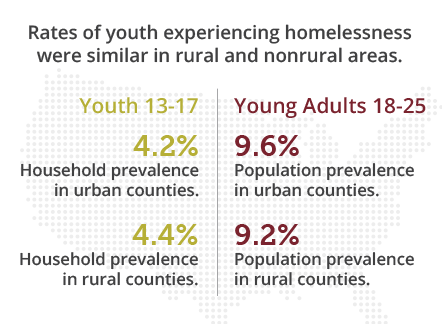 Rates of youth experiencing homelessness
were similar in rural and nonrural areas.
Youth 13-17
4.2%
Household prevalence
in urban counties.
4.4%
Household prevalence
in rural counties.
Young Adults 18-25
9.6%
Population prevalence
in urban counties.
9.2%
Population prevalence
in rural counties.